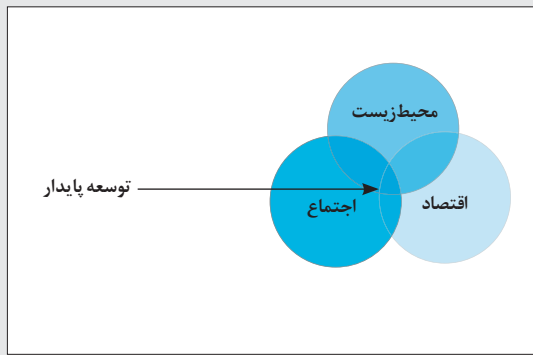 محیط‌زیست
توسعه پایدار
اجتماع
اقتصاد